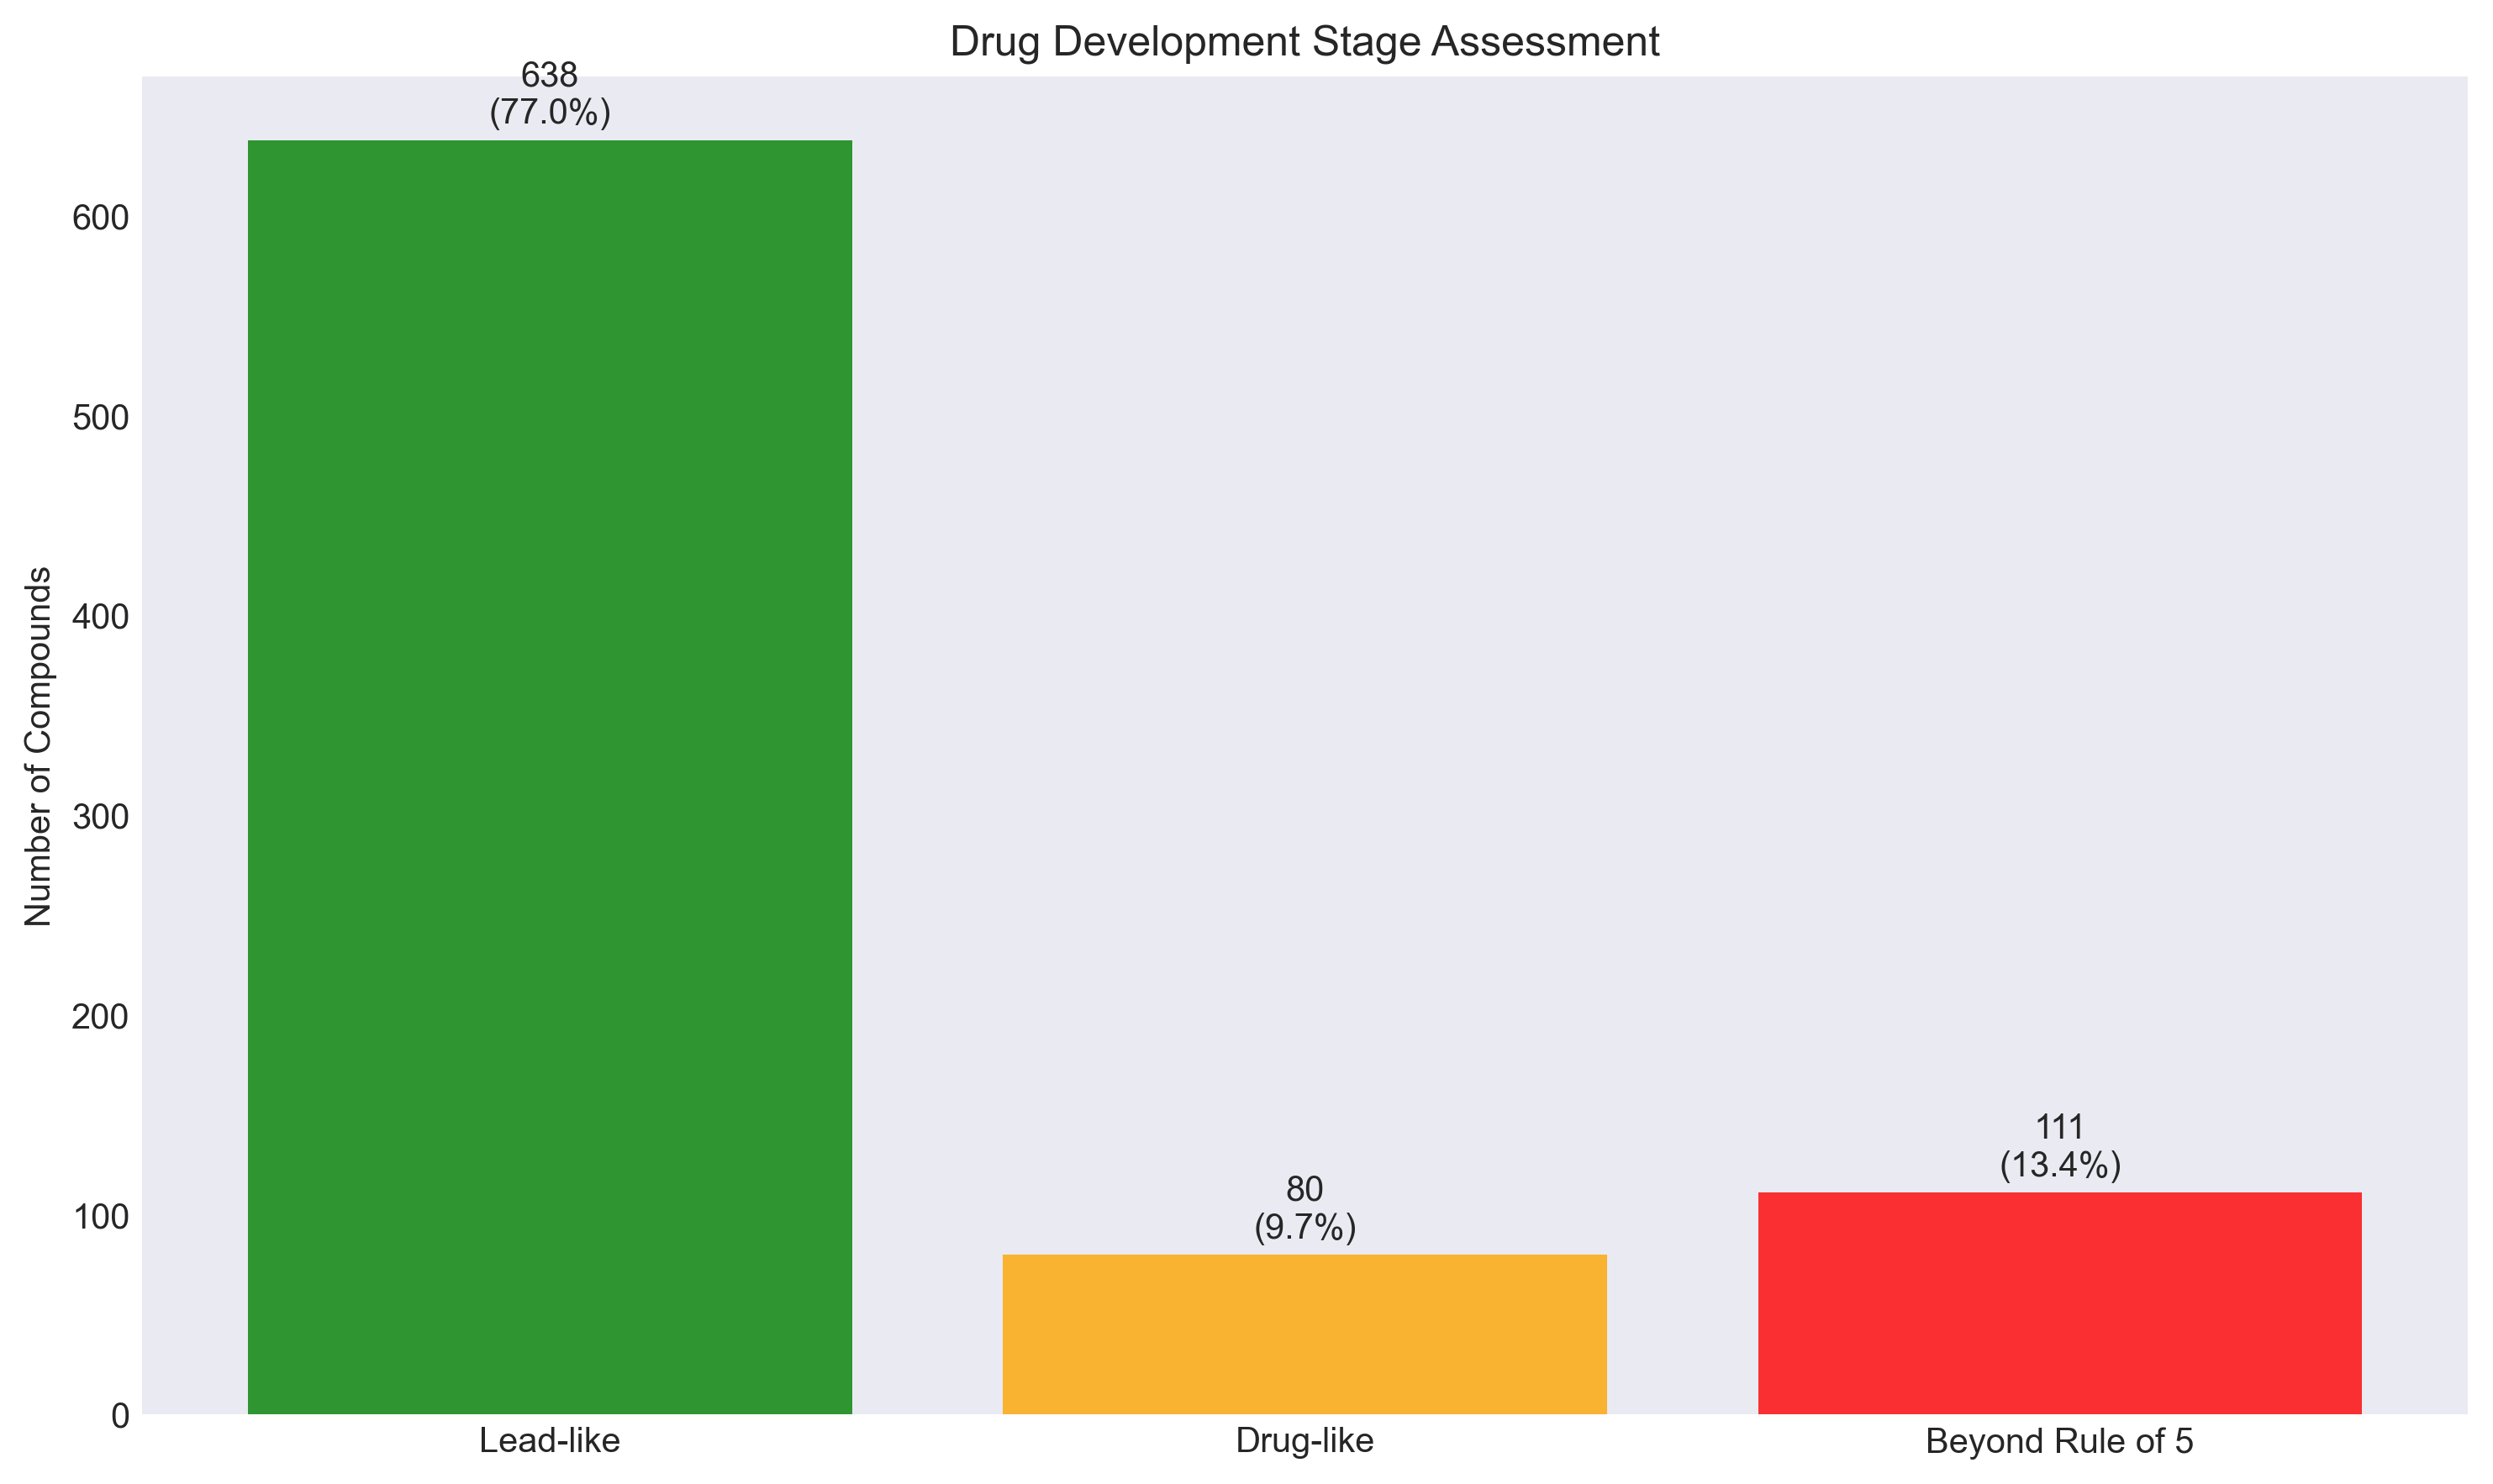 Drug Development Stage Assessment
638
(77.0%)
600
500
400
300
200
100
0
Number of Compounds
80
(9.7%)
111
(13.4%)
Lead-like
Drug-like
Beyond Rule of 5